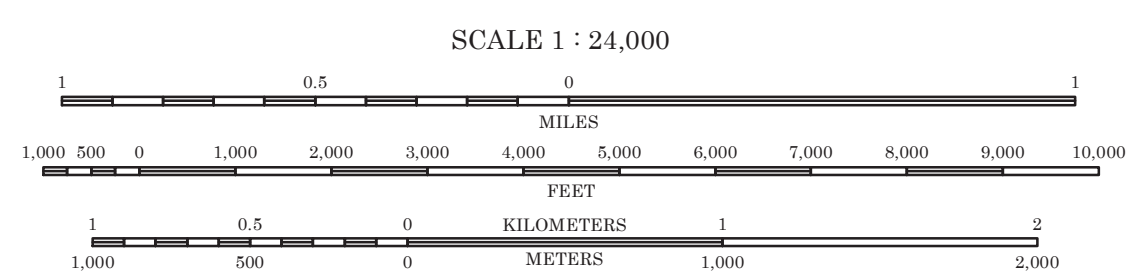 SCALE 1 : 24,000
1 0.5 0 1
MILES
1,000 500 0 1,000 2,000 3,000 4,000 5,000 6,000 7,000 8,000 9,000 10,000
FEET
1 0.5 0 KILOMETERS 1 2
1,000 500 0 METERS 1,000 2,000